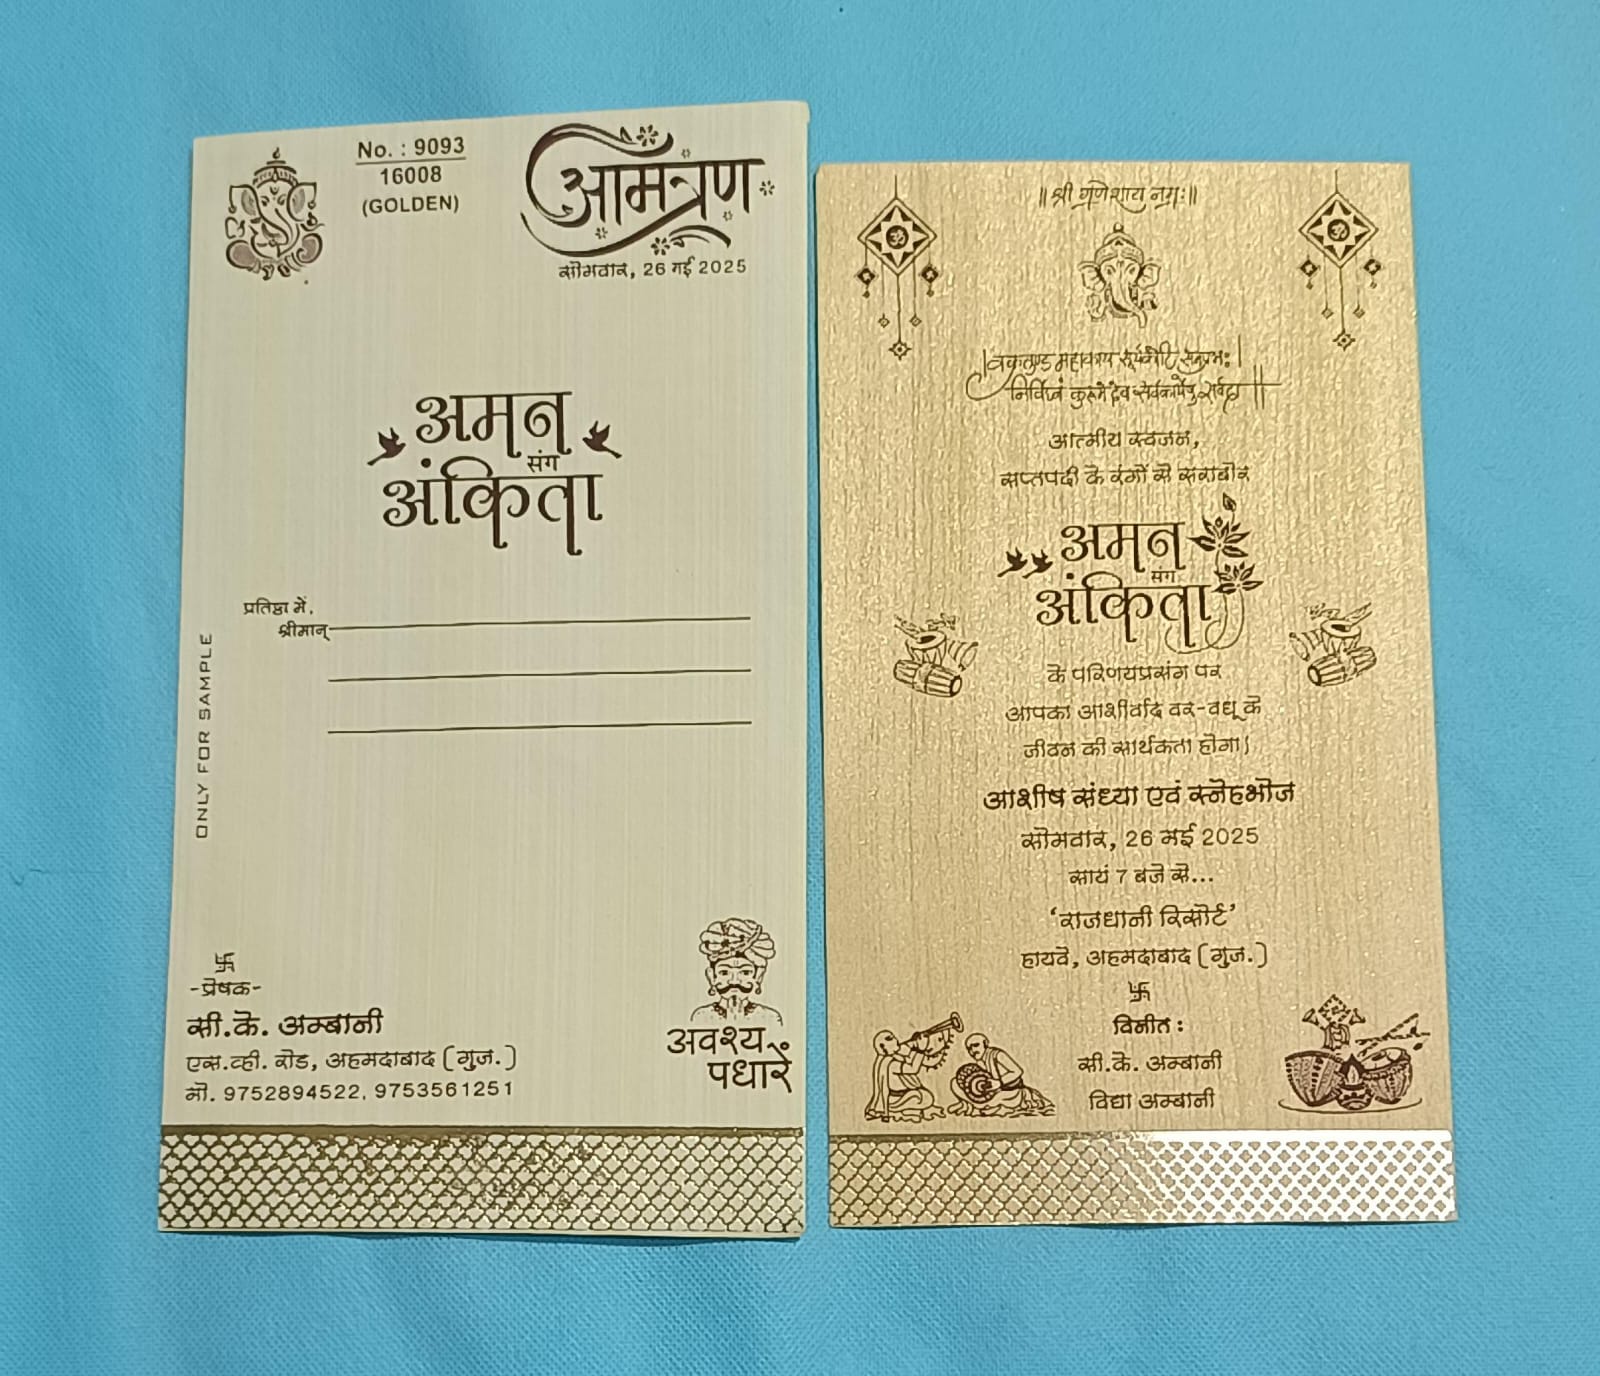 No. : 9093
16008
(GOLDEN)
आमंत्रण
सोमवार, 26 मई 2025
अमन
संग
अंकिता
प्रतिष्ठा में,
श्रीमान्
ONLY FOR SAMPLE
卐
-प्रेषक-
सी.के. अम्बानी
एस.व्ही. रोड, अहमदाबाद (गुज.)
मो. 9752894522, 9753561251
अवश्य
पधारें
॥ श्री गणेशाय नमः॥
ॐ
ॐ
।वक्रतुण्ड महाकाय सूर्यकोटि समप्रभः।
निर्विघ्नं कुरूमे देव सर्वकार्येषु सर्वदा॥
आत्मीय स्वजन,
सप्तपदी के रंगों से सराबोर
अमन
संग
अंकिता
के परिणयप्रसंग पर
आपका आशीर्वाद वर-वधू के
जीवन की सार्थकता होगा।
आशीष संध्या एवं स्नेहभोज
सोमवार, 26 मई 2025
सायं 7 बजे से...
‘राजधानी रिसोर्ट’
हायवे, अहमदाबाद (गुज.)
卐
विनीत :
सी.के. अम्बानी
विद्या अम्बानी